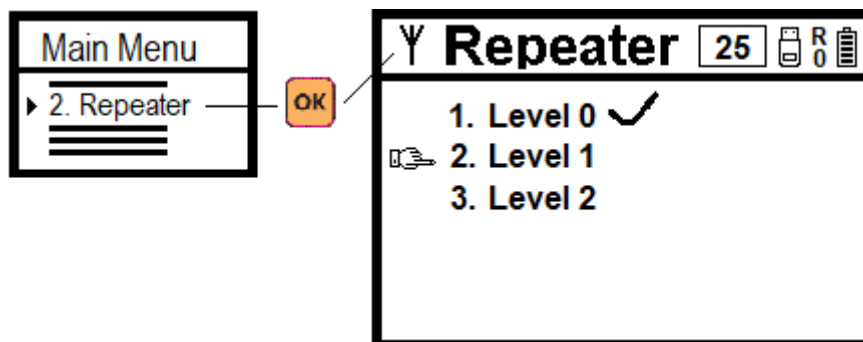 Main Menu
2. Repeater
OK
Repeater 25 R 0
1. Level 0
2. Level 1
3. Level 2